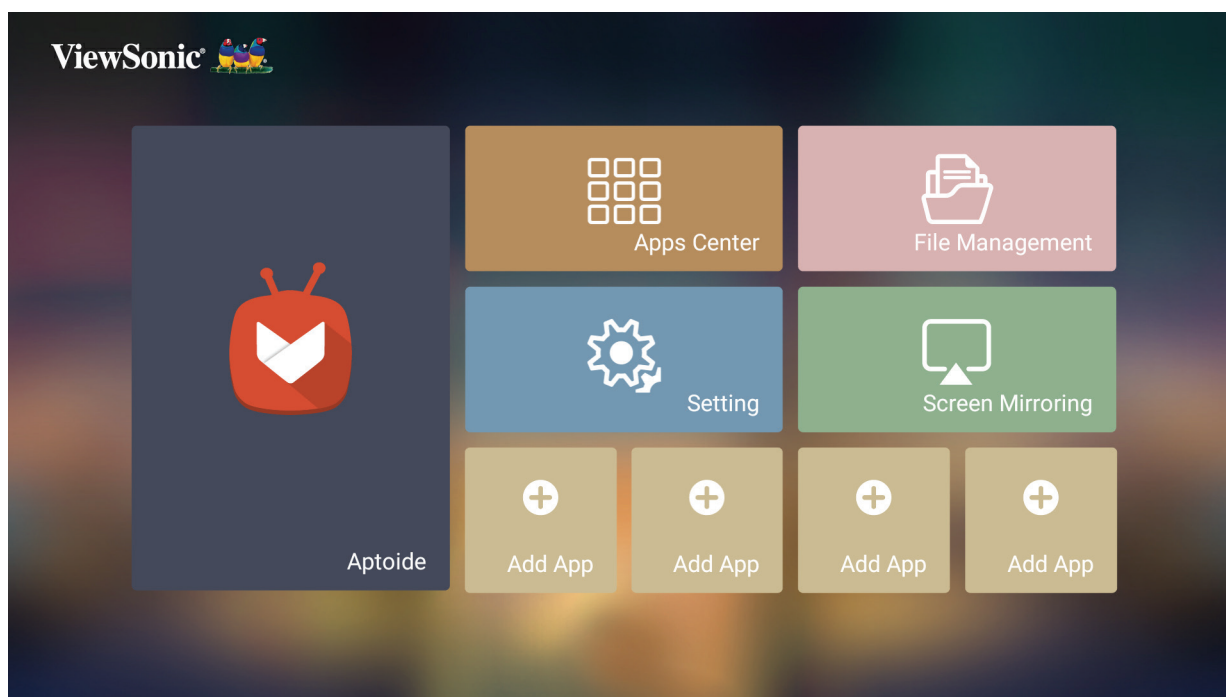 ViewSonic®
Apps Center
File Management
Setting
Screen Mirroring
Aptoide
Add App
Add App
Add App
Add App